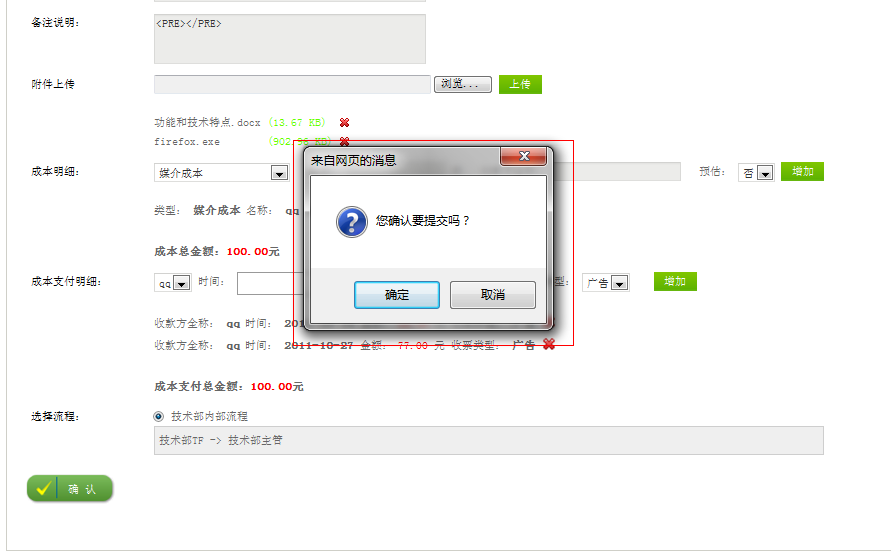 备注说明:
<PRE></PRE>
附件上传
浏览... 上传
功能和技术特点.docx (13.67 KB)
firefox.exe (902.98 KB)
来自网页的消息
成本明细:
媒介成本
预估: 否 增加
类型: 媒介成本 名称: qq
您确认要提交吗?
成本总金额: 100.00元
成本支付明细:
qq 时间:
型: 广告 增加
确定 取消
收款方全称: qq 时间:
收款方全称: qq 时间: 2011-10-27 金额: 77.00 元 收票类型: 广告
成本支付总金额: 100.00元
选择流程: 技术部内部流程
技术部TF -> 技术部主管
确 认